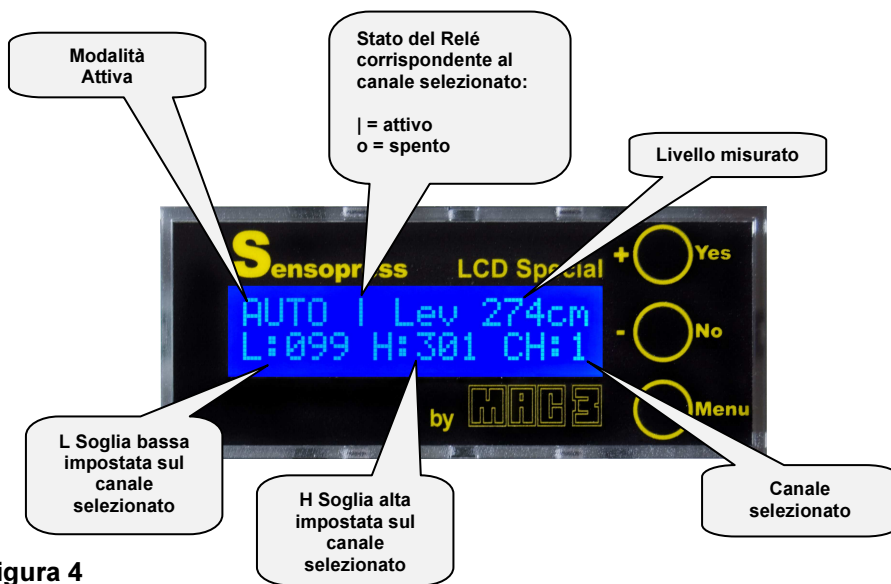 Modalità
Attiva
Stato del Relé
corrispondente al
canale selezionato:
| = attivo
o = spento
Livello misurato
Sensopress LCD Special
+ Yes
AUTO | Lev 274cm
L:099 H:301 CH:1
- No
by MAC3
Menu
L Soglia bassa
impostata sul
canale
selezionato
H Soglia alta
impostata sul
canale
selezionato
Canale
selezionato
igura 4